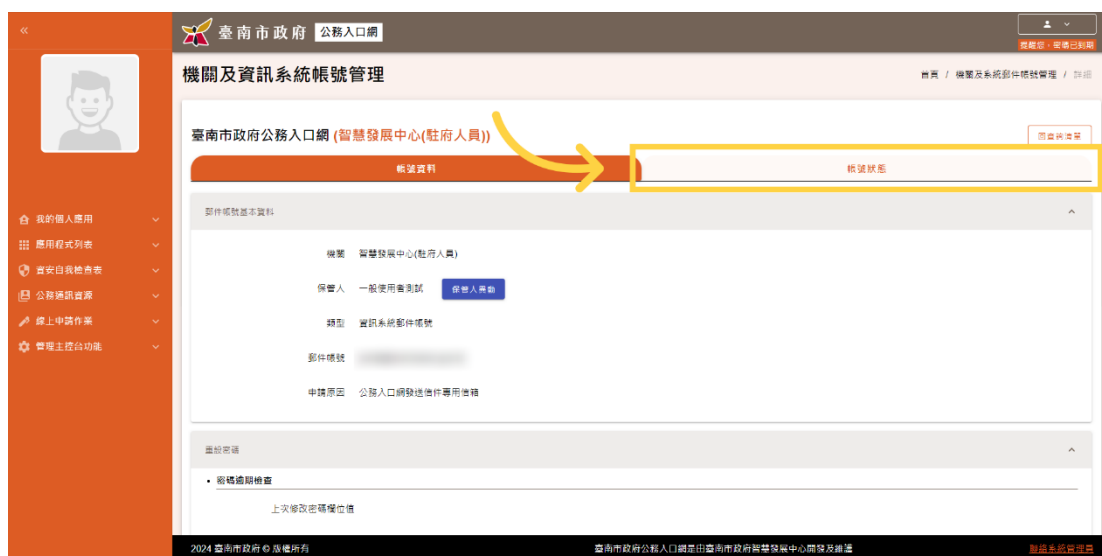 臺南市政府 公務入口網
提醒您，密碼已到期
機關及資訊系統帳號管理
首頁 / 機關及系統郵件帳號管理 / 詳細
臺南市政府公務入口網 (智慧發展中心(駐府人員))
回查詢清單
帳號資料
帳號狀態
我的個人應用
應用程式列表
資安自我檢查表
公務通訊資源
線上申請作業
管理主控台功能
郵件帳號基本資料
機關 智慧發展中心(駐府人員)
保管人 一般使用者測試 保管人異動
類型 資訊系統郵件帳號
郵件帳號
申請原因 公務入口網發送信件專用信箱
重設密碼
• 密碼逾期檢查
上次修改密碼欄位值
2024 臺南市政府 © 版權所有
臺南市政府公務入口網是由臺南市政府智慧發展中心開發及維護
聯絡系統管理員